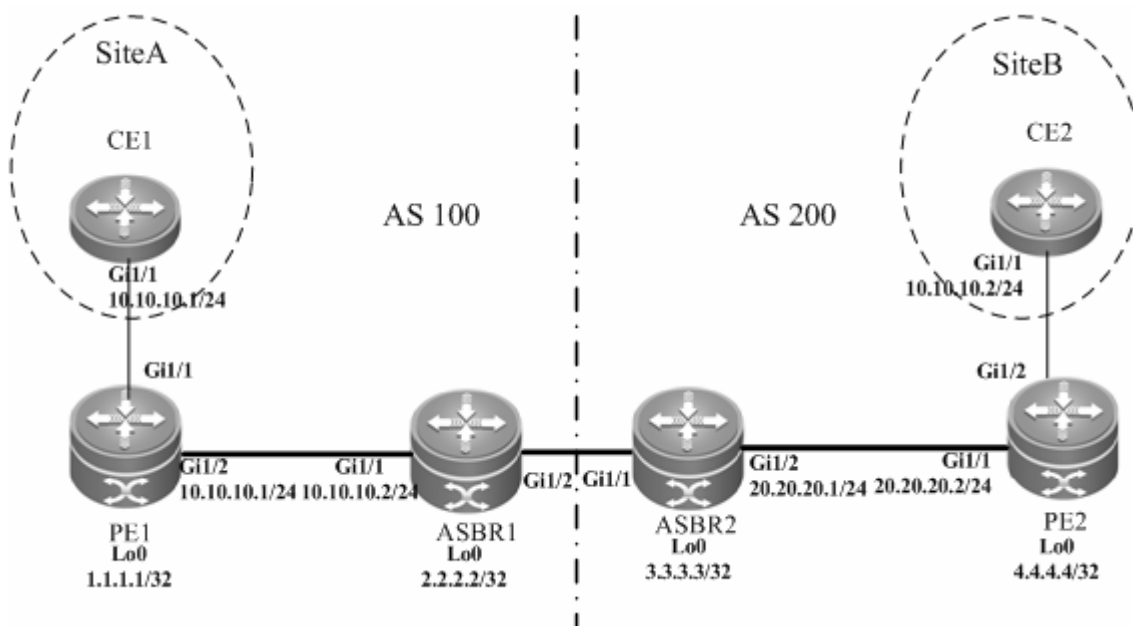 SiteA
SiteB
CE1
CE2
AS 100
AS 200
Gi1/1
10.10.10.1/24
Gi1/1
10.10.10.2/24
Gi1/1
Gi1/2
Gi1/2
10.10.10.1/24
Gi1/1
10.10.10.2/24
Gi1/2
Gi1/1
Gi1/2
20.20.20.1/24
Gi1/1
20.20.20.2/24
PE1
Lo0
1.1.1.1/32
ASBR1
Lo0
2.2.2.2/32
ASBR2
Lo0
3.3.3.3/32
PE2
Lo0
4.4.4.4/32